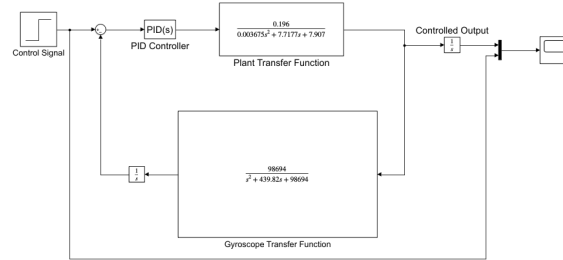 Control Signal
PID(s)
PID Controller
0.196
0.003675s² + 7.7177s + 7.907
Plant Transfer Function
Controlled Output
1
s
98694
s² + 439.82s + 98694
Gyroscope Transfer Function
1
s